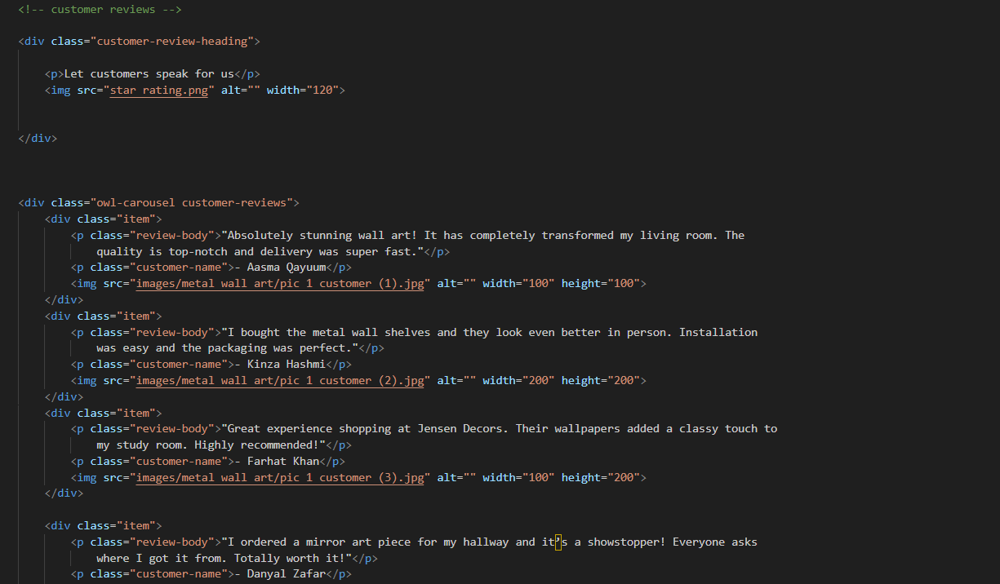 <!-- customer reviews -->
<div class="customer-review-heading">
<p>Let customers speak for us</p>
<img src="star rating.png" alt="" width="120">
</div>
<div class="owl-carousel customer-reviews">
<div class="item">
<p class="review-body">"Absolutely stunning wall art! It has completely transformed my living room. The
quality is top-notch and delivery was super fast."</p>
<p class="customer-name">- Aasma Qayuum</p>
<img src="images/metal wall art/pic 1 customer (1).jpg" alt="" width="100" height="100">
</div>
<div class="item">
<p class="review-body">"I bought the metal wall shelves and they look even better in person. Installation
was easy and the packaging was perfect."</p>
<p class="customer-name">- Kinza Hashmi</p>
<img src="images/metal wall art/pic 1 customer (2).jpg" alt="" width="200" height="200">
</div>
<div class="item">
<p class="review-body">"Great experience shopping at Jensen Decors. Their wallpapers added a classy touch to
my study room. Highly recommended!"</p>
<p class="customer-name">- Farhat Khan</p>
<img src="images/metal wall art/pic 1 customer (3).jpg" alt="" width="100" height="200">
</div>
<div class="item">
<p class="review-body">"I ordered a mirror art piece for my hallway and it’s a showstopper! Everyone asks
where I got it from. Totally worth it!"</p>
<p class="customer-name">- Danyal Zafar</p>